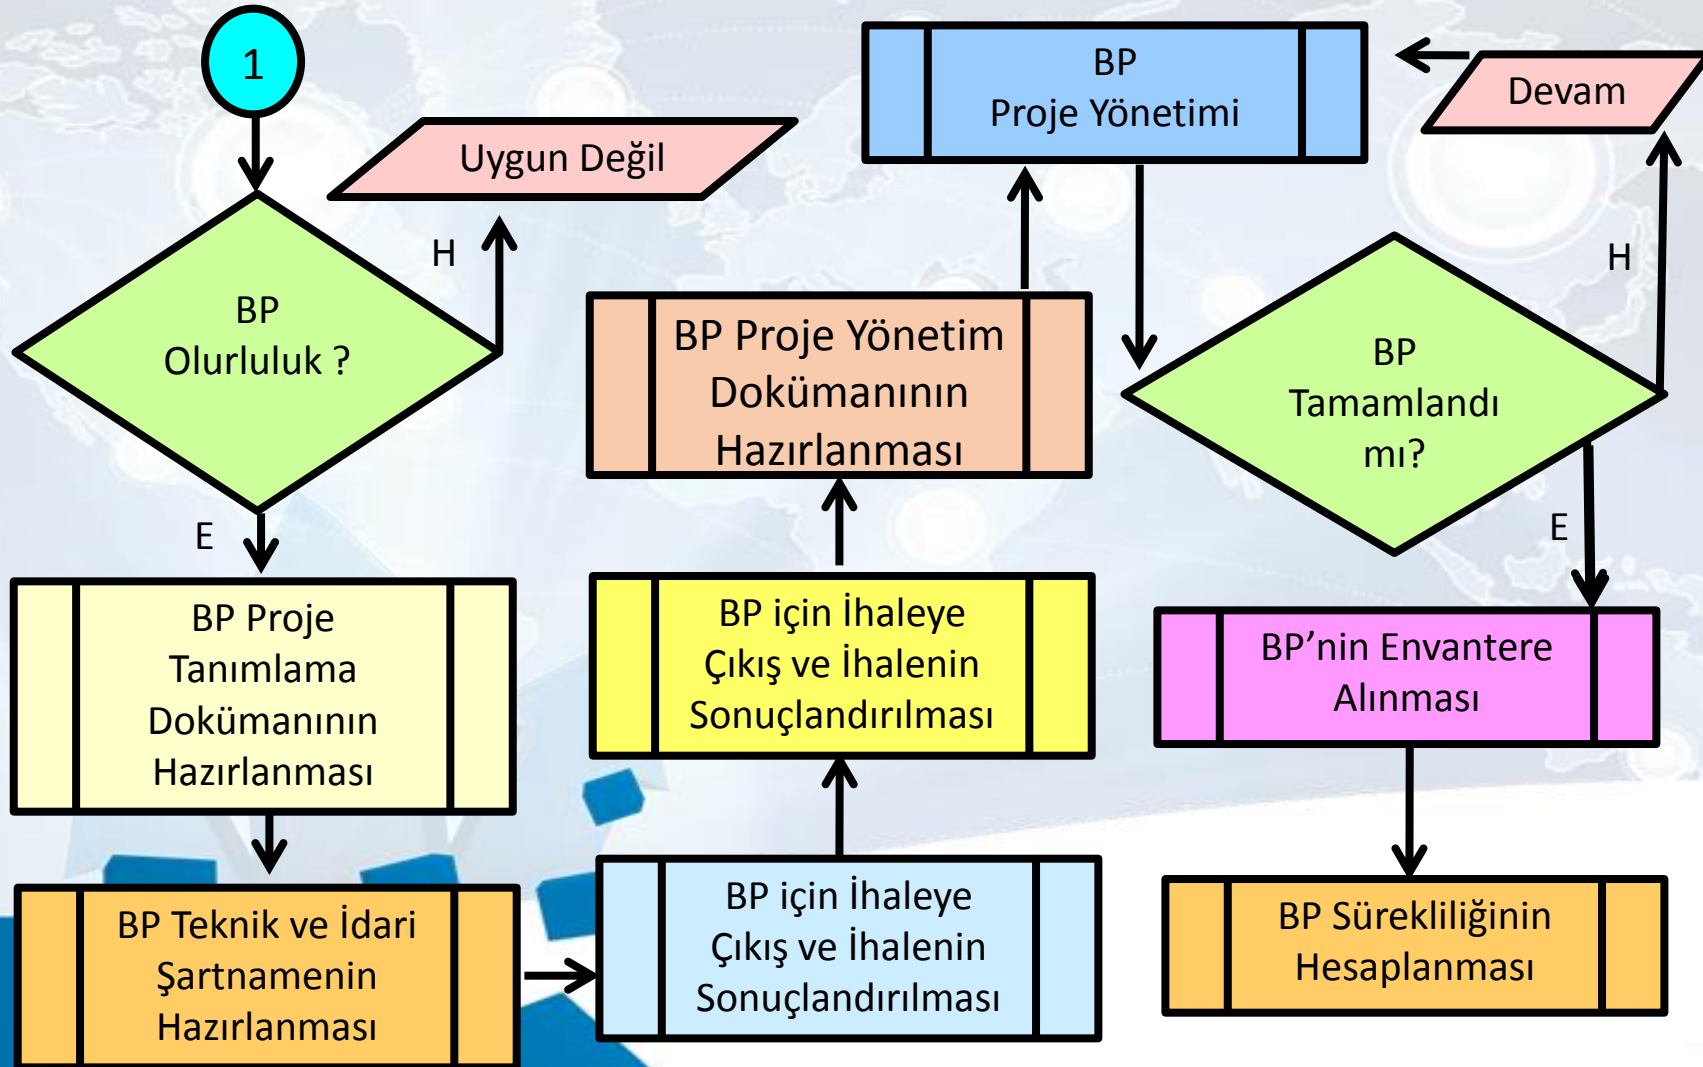 1
Uygun Değil
H
BP
Olurluluk ?
E
BP Proje
Tanımlama
Dokümanının
Hazırlanması
BP Teknik ve İdari
Şartnamenin
Hazırlanması
BP için İhaleye
Çıkış ve İhalenin
Sonuçlandırılması
BP için İhaleye
Çıkış ve İhalenin
Sonuçlandırılması
BP Proje Yönetim
Dokümanının
Hazırlanması
BP
Proje Yönetimi
Devam
H
BP
Tamamlandı
mı?
E
BP’nin Envantere
Alınması
BP Sürekliliğinin
Hesaplanması